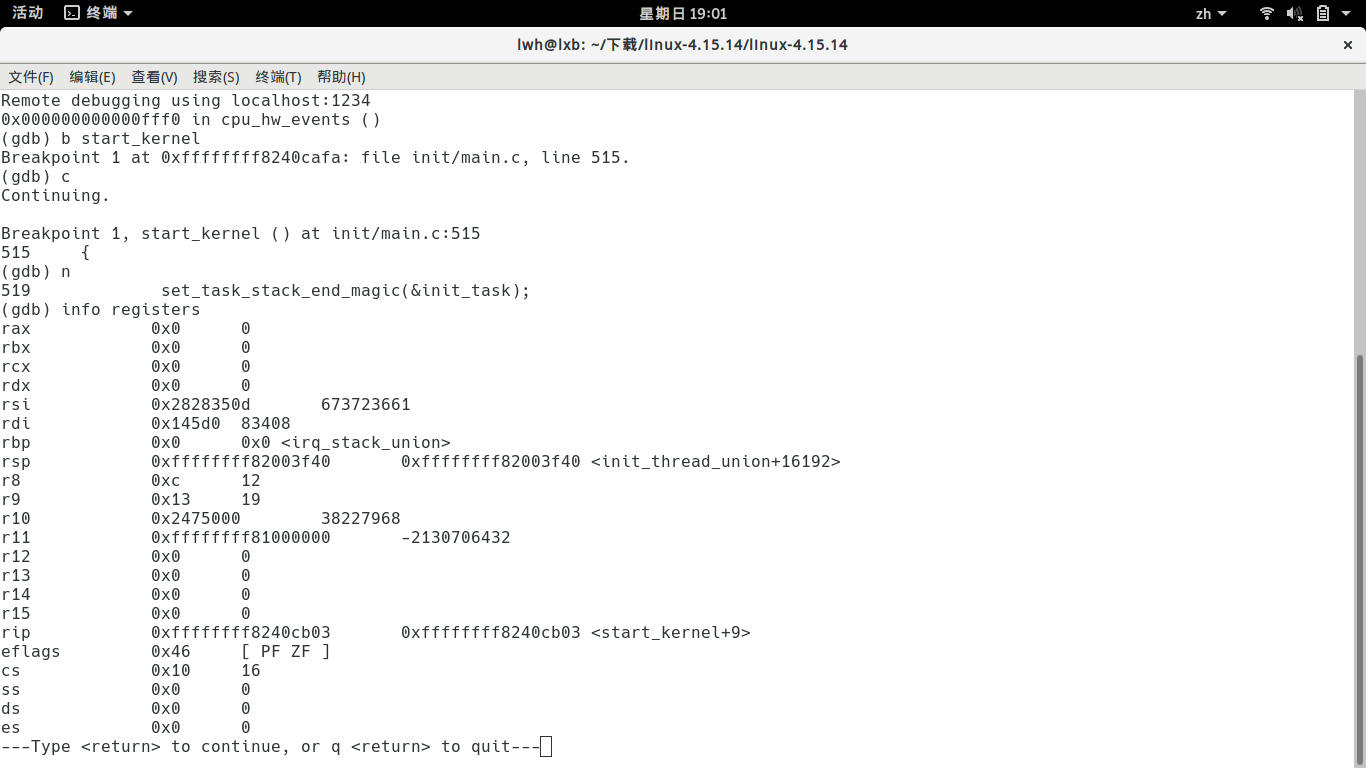 活动 终端 星期日 19:01 zh
lwh@lxb: ~/下载/linux-4.15.14/linux-4.15.14 ×
文件(F) 编辑(E) 查看(V) 搜索(S) 终端(T) 帮助(H)
Remote debugging using localhost:1234
0x000000000000fff0 in cpu_hw_events ()
(gdb) b start_kernel
Breakpoint 1 at 0xffffffff8240cafa: file init/main.c, line 515.
(gdb) c
Continuing.
Breakpoint 1, start_kernel () at init/main.c:515
515     {
(gdb) n
519             set_task_stack_end_magic(&init_task);
(gdb) info registers
rax            0x0      0
rbx            0x0      0
rcx            0x0      0
rdx            0x0      0
rsi            0x2828350d       673723661
rdi            0x145d0  83408
rbp            0x0      0x0 <irq_stack_union>
rsp            0xffffffff82003f40       0xffffffff82003f40 <init_thread_union+16192>
r8             0xc      12
r9             0x13     19
r10            0x2475000        38227968
r11            0xffffffff81000000       -2130706432
r12            0x0      0
r13            0x0      0
r14            0x0      0
r15            0x0      0
rip            0xffffffff8240cb03       0xffffffff8240cb03 <start_kernel+9>
eflags         0x46     [ PF ZF ]
cs             0x10     16
ss             0x0      0
ds             0x0      0
es             0x0      0
---Type <return> to continue, or q <return> to quit---